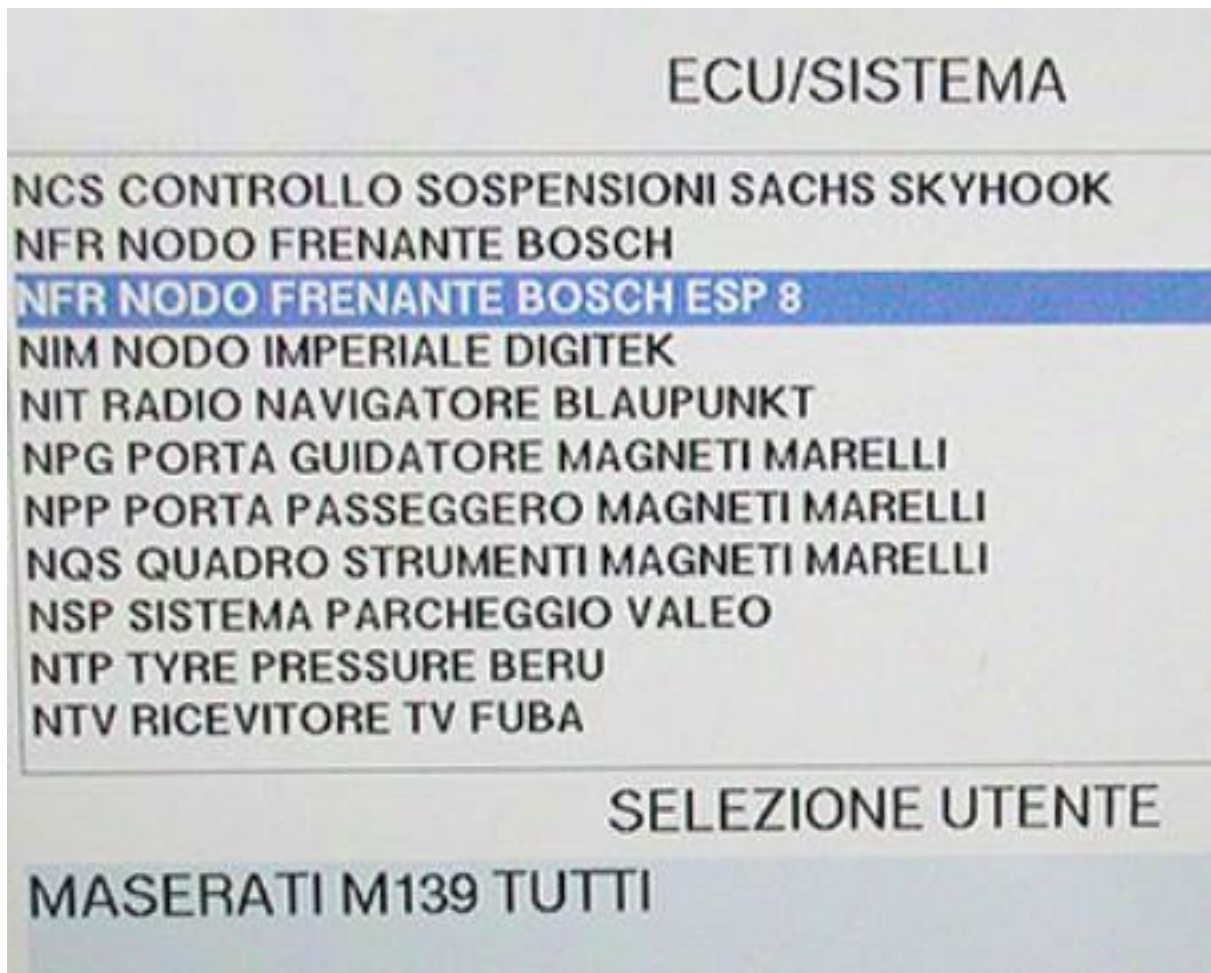 ECU/SISTEMA
NCS CONTROLLO SOSPENSIONI SACHS SKYHOOK
NFR NODO FRENANTE BOSCH
NFR NODO FRENANTE BOSCH ESP 8
NIM NODO IMPERIALE DIGITEK
NIT RADIO NAVIGATORE BLAUPUNKT
NPG PORTA GUIDATORE MAGNETI MARELLI
NPP PORTA PASSEGGERO MAGNETI MARELLI
NQS QUADRO STRUMENTI MAGNETI MARELLI
NSP SISTEMA PARCHEGGIO VALEO
NTP TYRE PRESSURE BERU
NTV RICEVITORE TV FUBA
SELEZIONE UTENTE
MASERATI M139 TUTTI